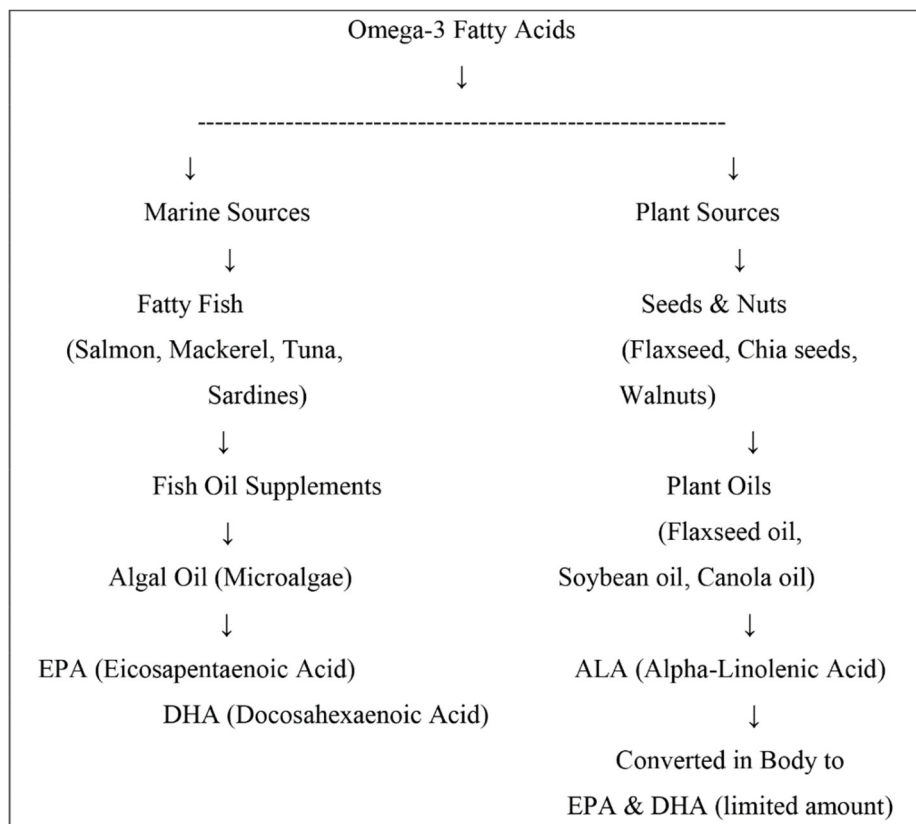 Omega-3 Fatty Acids
↓
------------------------------------------------------------
↓ ↓
Marine Sources
↓
Fatty Fish
(Salmon, Mackerel, Tuna,
Sardines)
↓
Fish Oil Supplements
↓
Algal Oil (Microalgae)
↓
EPA (Eicosapentaenoic Acid)
DHA (Docosahexaenoic Acid)
Plant Sources
↓
Seeds & Nuts
(Flaxseed, Chia seeds,
Walnuts)
↓
Plant Oils
(Flaxseed oil,
Soybean oil, Canola oil)
↓
ALA (Alpha-Linolenic Acid)
↓
Converted in Body to
EPA & DHA (limited amount)